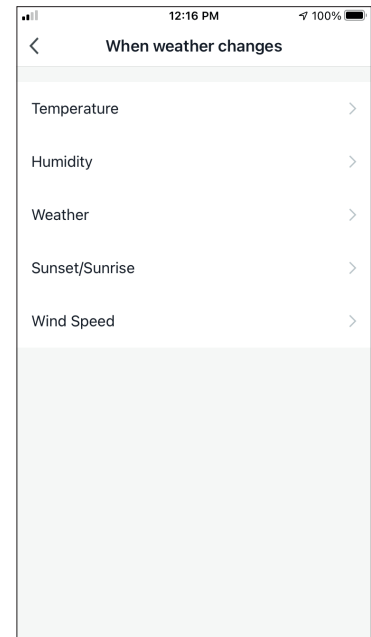 12:16 PM 100%
When weather changes
Temperature
Humidity
Weather
Sunset/Sunrise
Wind Speed